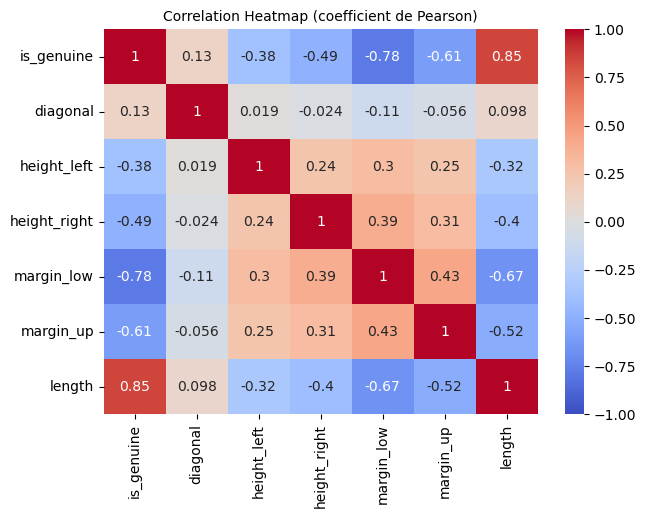 Correlation Heatmap (coefficient de Pearson)
is_genuine 1 0.13 -0.38 -0.49 -0.78 -0.61 0.85
diagonal 0.13 1 0.019 -0.024 -0.11 -0.056 0.098
height_left -0.38 0.019 1 0.24 0.3 0.25 -0.32
height_right -0.49 -0.024 0.24 1 0.39 0.31 -0.4
margin_low -0.78 -0.11 0.3 0.39 1 0.43 -0.67
margin_up -0.61 -0.056 0.25 0.31 0.43 1 -0.52
length 0.85 0.098 -0.32 -0.4 -0.67 -0.52 1
is_genuine
diagonal
height_left
height_right
margin_low
margin_up
length
1.00
0.75
0.50
0.25
0.00
-0.25
-0.50
-0.75
-1.00